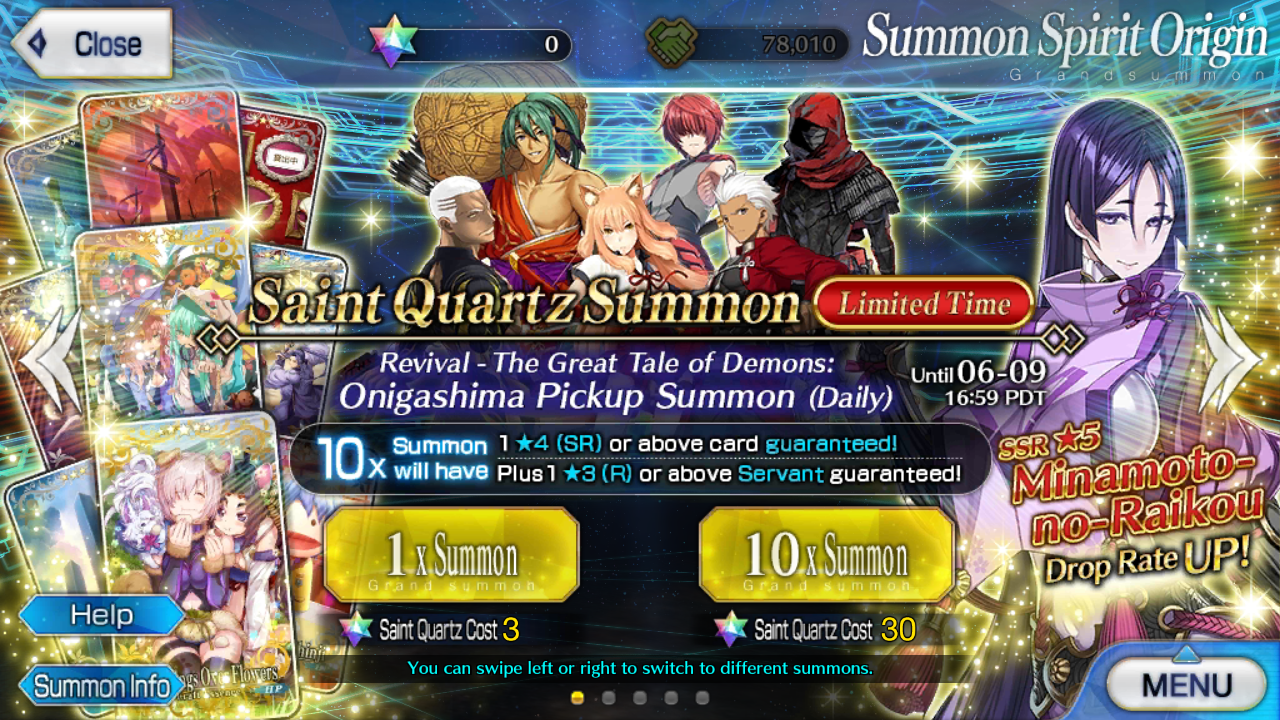 Close
0
78,010
Summon Spirit Origin
Grandsummon
貸出中
Saint Quartz Summon
Limited Time
Revival - The Great Tale of Demons:
Onigashima Pickup Summon (Daily)
Until 06-09
16:59 PDT
10x Summon will have
1 ★4 (SR) or above card guaranteed!
Plus 1 ★3 (R) or above Servant guaranteed!
SSR ★5
Minamoto-
no-Raikou
Drop Rate UP!
1 x Summon
Grand summon
10 x Summon
Grand summon
Saint Quartz Cost 3
Saint Quartz Cost 30
Help
Summon Info
Flowers
You can swipe left or right to switch to different summons.
MENU